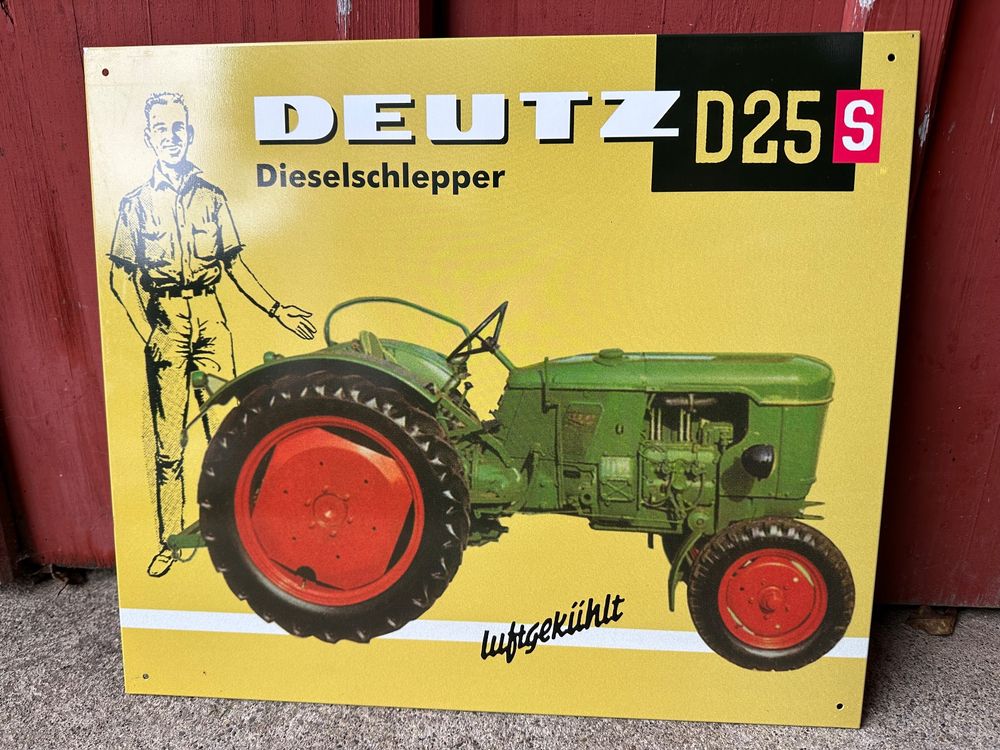 DEUTZ D25 S
Dieselschlepper
luftgekühlt